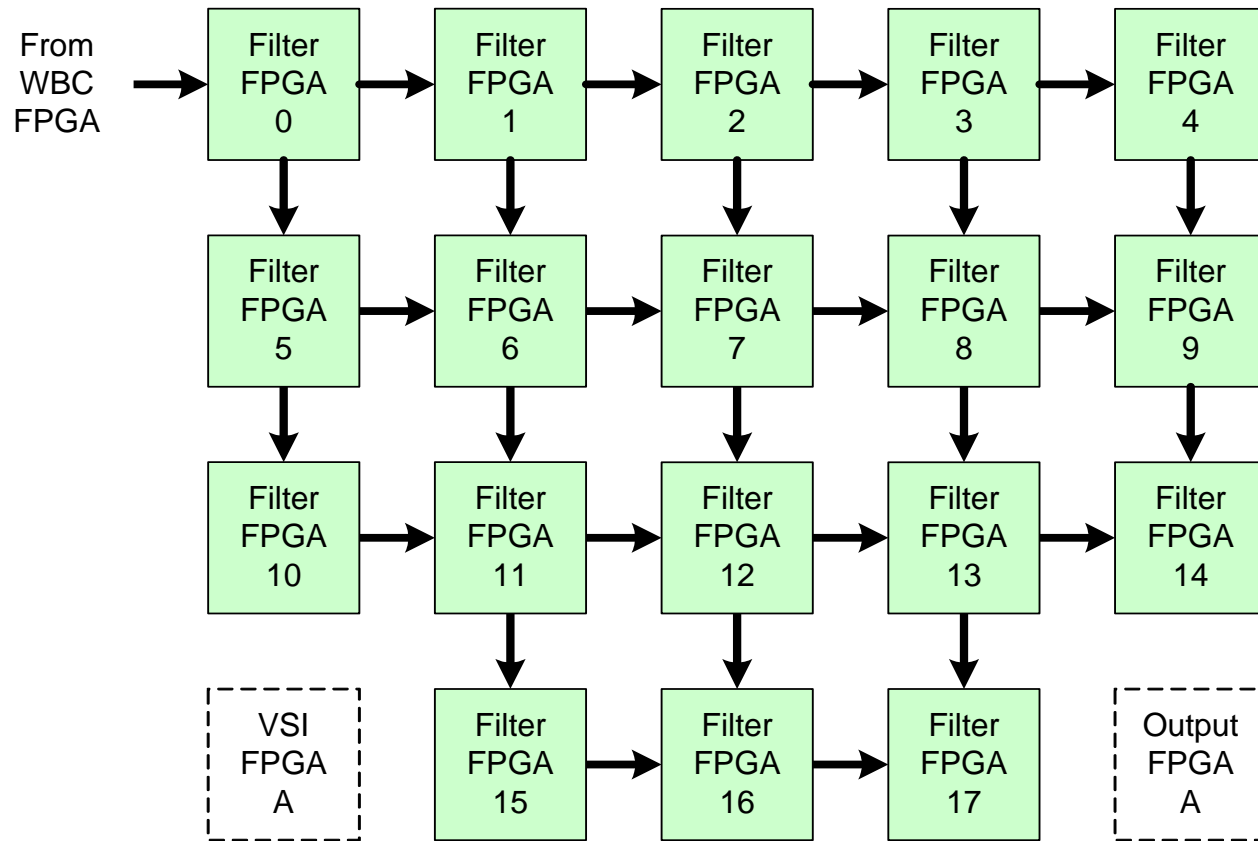 From
WBC
FPGA
Filter
FPGA
0
Filter
FPGA
1
Filter
FPGA
2
Filter
FPGA
3
Filter
FPGA
4
Filter
FPGA
5
Filter
FPGA
6
Filter
FPGA
7
Filter
FPGA
8
Filter
FPGA
9
Filter
FPGA
10
Filter
FPGA
11
Filter
FPGA
12
Filter
FPGA
13
Filter
FPGA
14
VSI
FPGA
A
Filter
FPGA
15
Filter
FPGA
16
Filter
FPGA
17
Output
FPGA
A